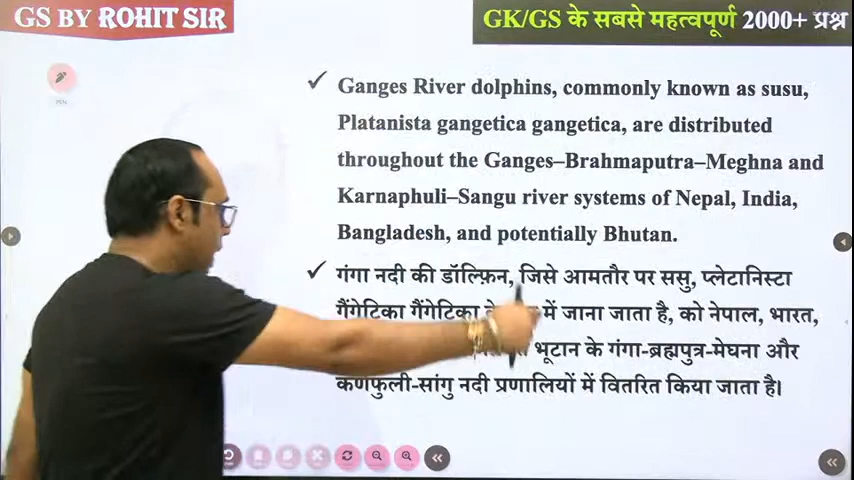 GS BY ROHIT SIR
GK/GS के सबसे महत्वपूर्ण 2000+ प्रश्न
PEN
Ganges River dolphins, commonly known as susu,
Platanista gangetica gangetica, are distributed
throughout the Ganges–Brahmaputra–Meghna and
Karnaphuli–Sangu river systems of Nepal, India,
Bangladesh, and potentially Bhutan.
गंगा नदी की डॉल्फ़िन, जिसे आमतौर पर ससु, प्लेटानिस्टा
गैंगेटिका गैंगेटिका में जाना जाता है, को नेपाल, भारत,
भूटान के गंगा-ब्रह्मपुत्र-मेघना और
कर्णफुली-सांगु नदी प्रणालियों में वितरित किया जाता है।